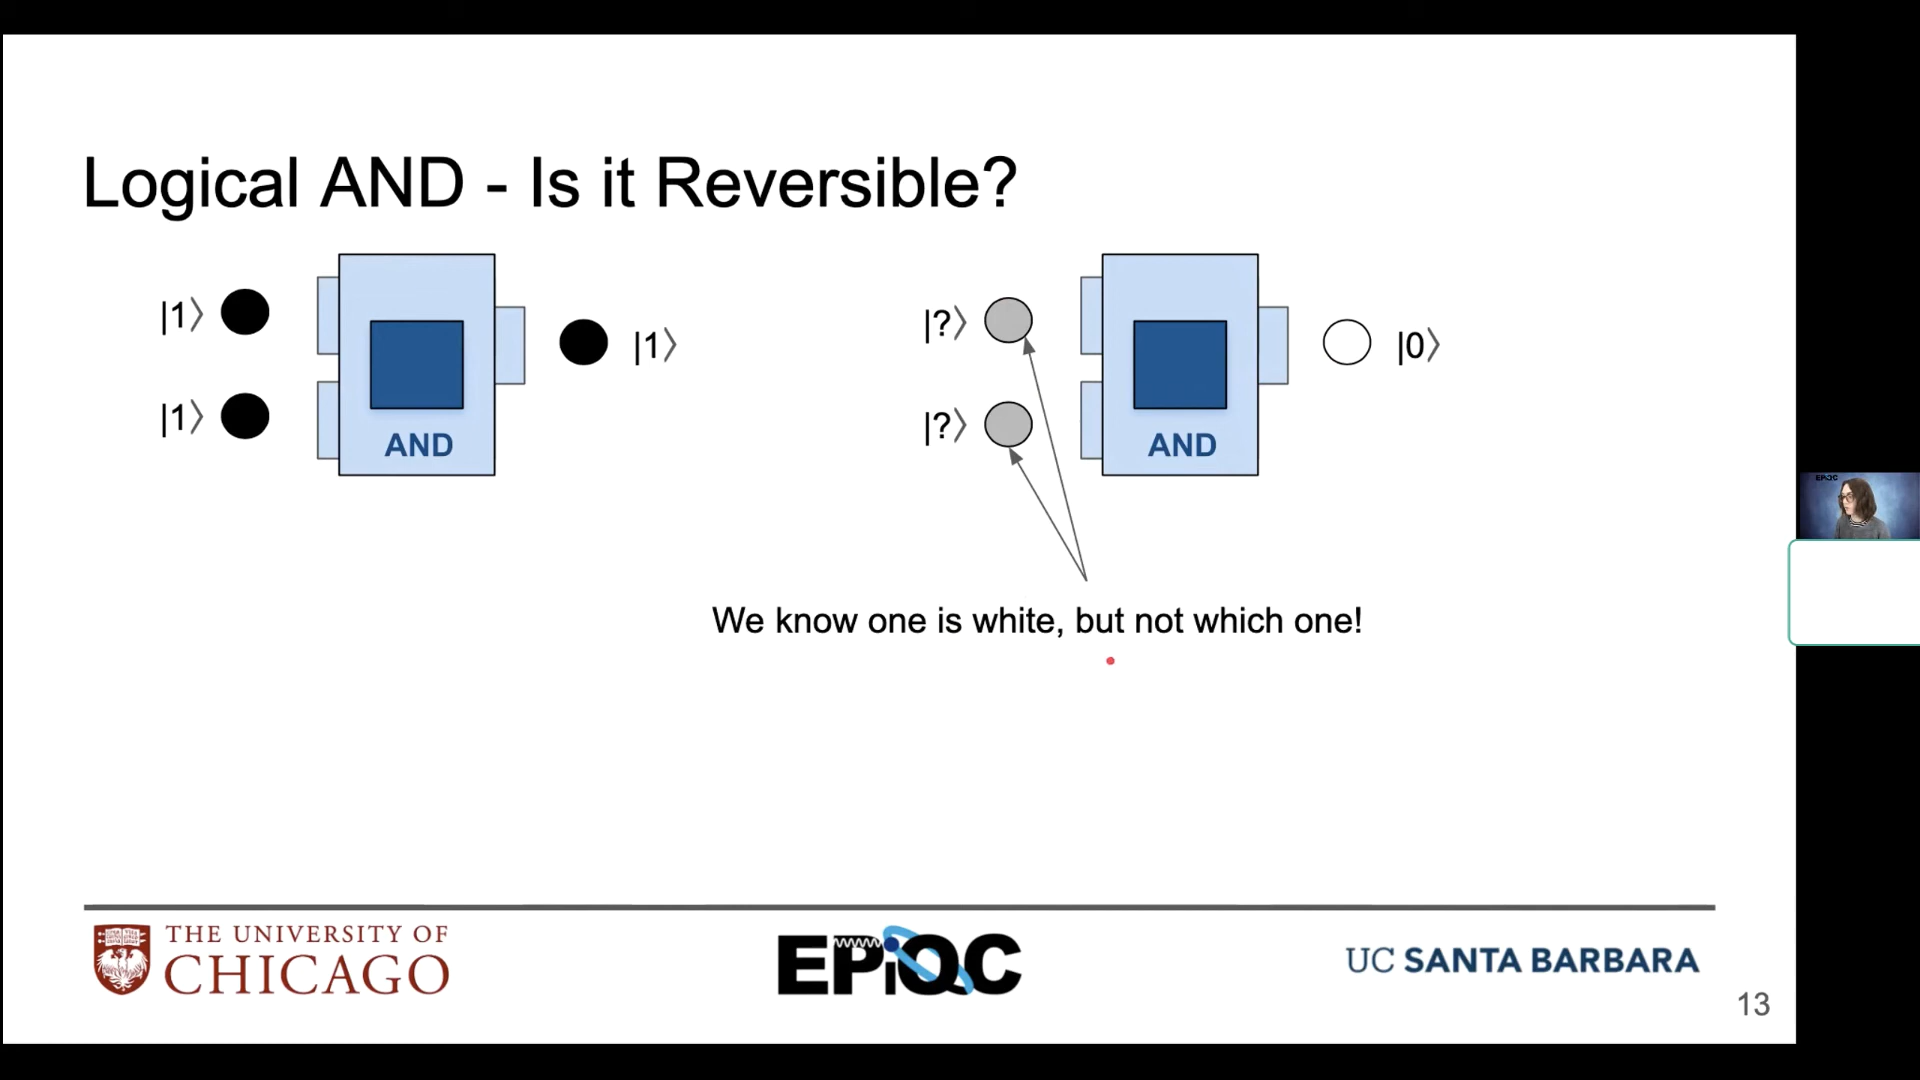 Logical AND - Is it Reversible?
|1⟩
|1⟩
AND
|1⟩
|?⟩
|?⟩
AND
|0⟩
We know one is white, but not which one!
THE UNIVERSITY OF
CHICAGO
EPiQC
UC SANTA BARBARA
13
EPiQC